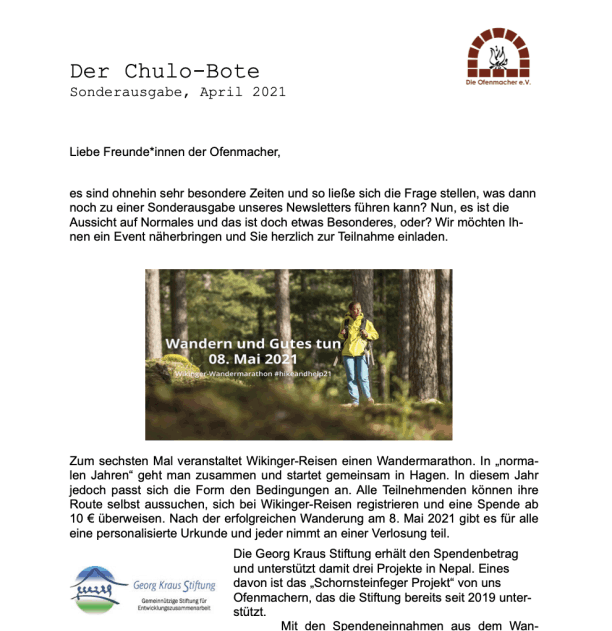 Die Ofenmacher e.V.
Der Chulo-Bote
Sonderausgabe, April 2021
Liebe Freunde*innen der Ofenmacher,
es sind ohnehin sehr besondere Zeiten und so ließe sich die Frage stellen, was dann
noch zu einer Sonderausgabe unseres Newsletters führen kann? Nun, es ist die
Aussicht auf Normales und das ist doch etwas Besonderes, oder? Wir möchten Ih-
nen ein Event näherbringen und Sie herzlich zur Teilnahme einladen.
Wandern und Gutes tun
08. Mai 2021
Wikinger-Wandermarathon #hikeandhelp21
Zum sechsten Mal veranstaltet Wikinger-Reisen einen Wandermarathon. In „norma-
len Jahren“ geht man zusammen und startet gemeinsam in Hagen. In diesem Jahr
jedoch passt sich die Form den Bedingungen an. Alle Teilnehmenden können ihre
Route selbst aussuchen, sich bei Wikinger-Reisen registrieren und eine Spende ab
10 € überweisen. Nach der erfolgreichen Wanderung am 8. Mai 2021 gibt es für alle
eine personalisierte Urkunde und jeder nimmt an einer Verlosung teil.
Georg Kraus Stiftung
Gemeinnützige Stiftung für
Entwicklungszusammenarbeit
Die Georg Kraus Stiftung erhält den Spendenbetrag
und unterstützt damit drei Projekte in Nepal. Eines
davon ist das „Schornsteinfeger Projekt“ von uns
Ofenmachern, das die Stiftung bereits seit 2019 unter-
stützt.
Mit den Spendeneinnahmen aus dem Wan-